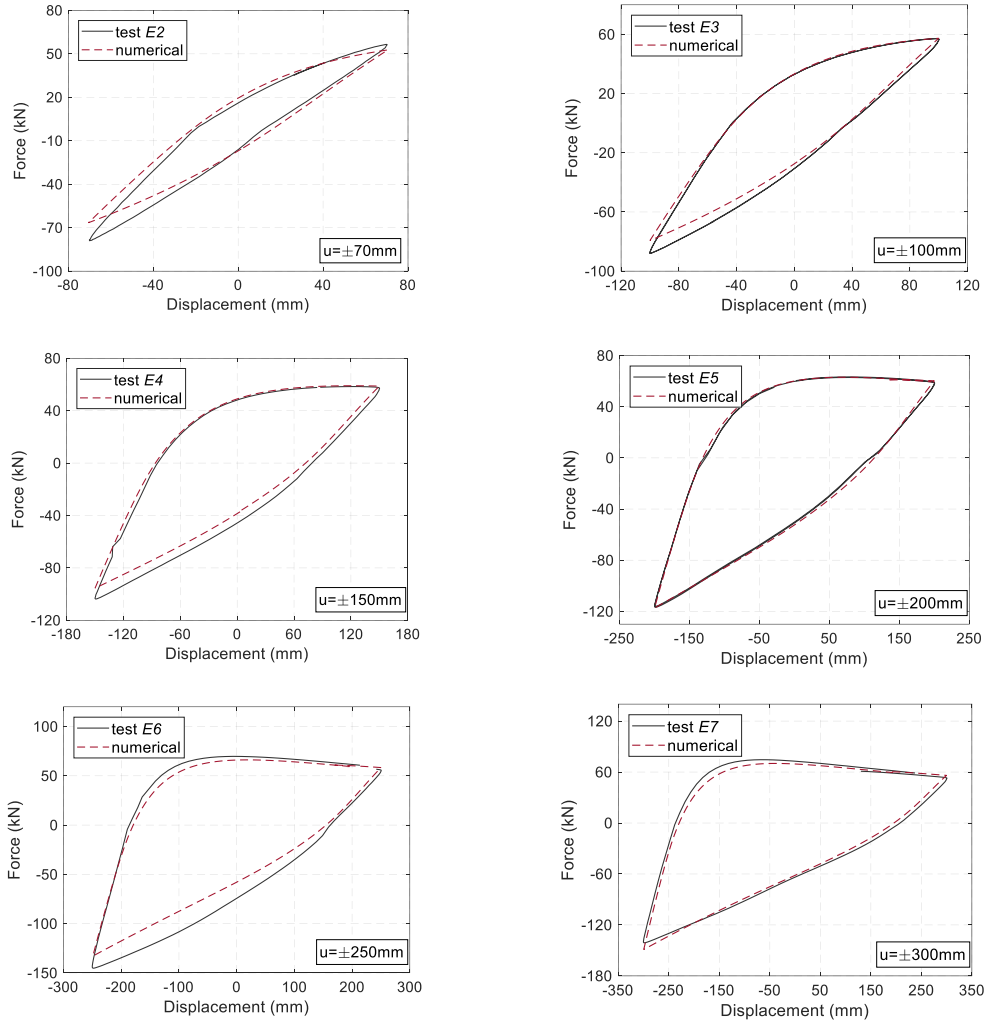 80
50
20
-10
-40
-70
-100
Force (kN)
test E2
numerical
u=±70mm
-80
-40
0
40
80
Displacement (mm)
60
20
-20
-60
-100
Force (kN)
test E3
numerical
u=±100mm
-120
-80
-40
0
40
80
120
Displacement (mm)
80
40
0
-40
-80
-120
Force (kN)
test E4
numerical
u=±150mm
-180
-120
-60
0
60
120
180
Displacement (mm)
80
40
0
-40
-80
-120
Force (kN)
test E5
numerical
u=±200mm
-250
-150
-50
50
150
250
Displacement (mm)
100
50
0
-50
-100
-150
Force (kN)
test E6
numerical
u=±250mm
-300
-200
-100
0
100
200
300
Displacement (mm)
120
60
0
-60
-120
-180
Force (kN)
test E7
numerical
u=±300mm
-350
-250
-150
-50
50
150
250
350
Displacement (mm)